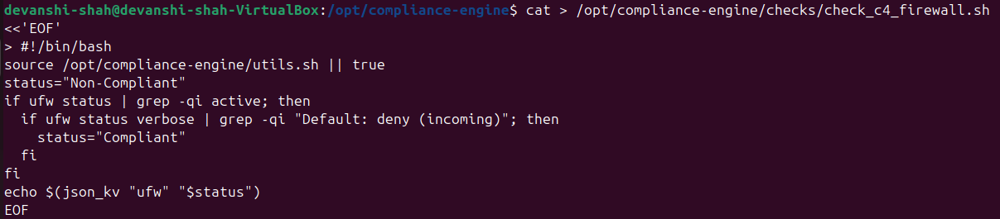 devanshi-shah@devanshi-shah-VirtualBox:/opt/compliance-engine$ cat > /opt/compliance-engine/checks/check_c4_firewall.sh
<<'EOF'
> #!/bin/bash
source /opt/compliance-engine/utils.sh || true
status="Non-Compliant"
if ufw status | grep -qi active; then
  if ufw status verbose | grep -qi "Default: deny (incoming)"; then
    status="Compliant"
  fi
fi
echo $(json_kv "ufw" "$status")
EOF